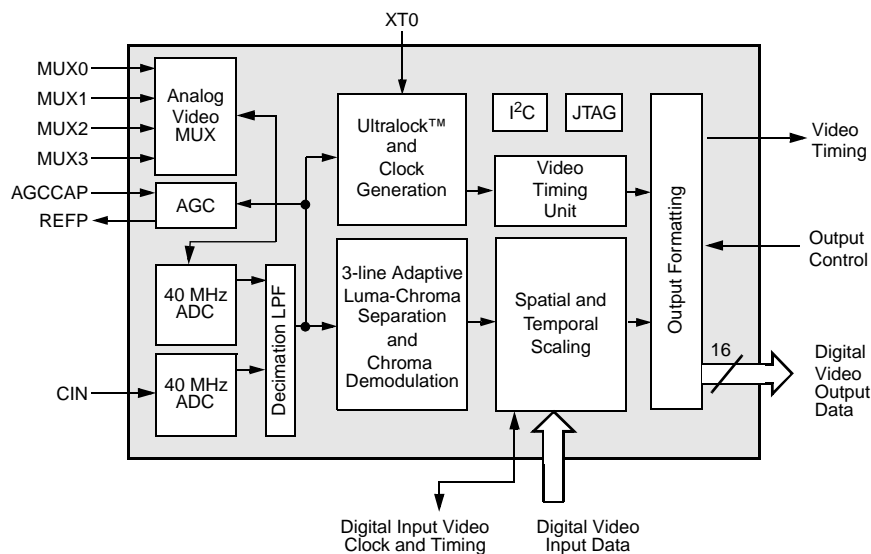 XT0
MUX0
MUX1
MUX2
MUX3
AGCCAP
REFP
CIN
Analog
Video
MUX
AGC
40 MHz
ADC
40 MHz
ADC
Decimation LPF
Ultralock™
and
Clock
Generation
3-line Adaptive
Luma-Chroma
Separation
and
Chroma
Demodulation
I²C
JTAG
Video
Timing
Unit
Spatial and
Temporal
Scaling
Output Formatting
Video
Timing
Output
Control
16
Digital
Video
Output
Data
Digital Input Video
Clock and Timing
Digital Video
Input Data